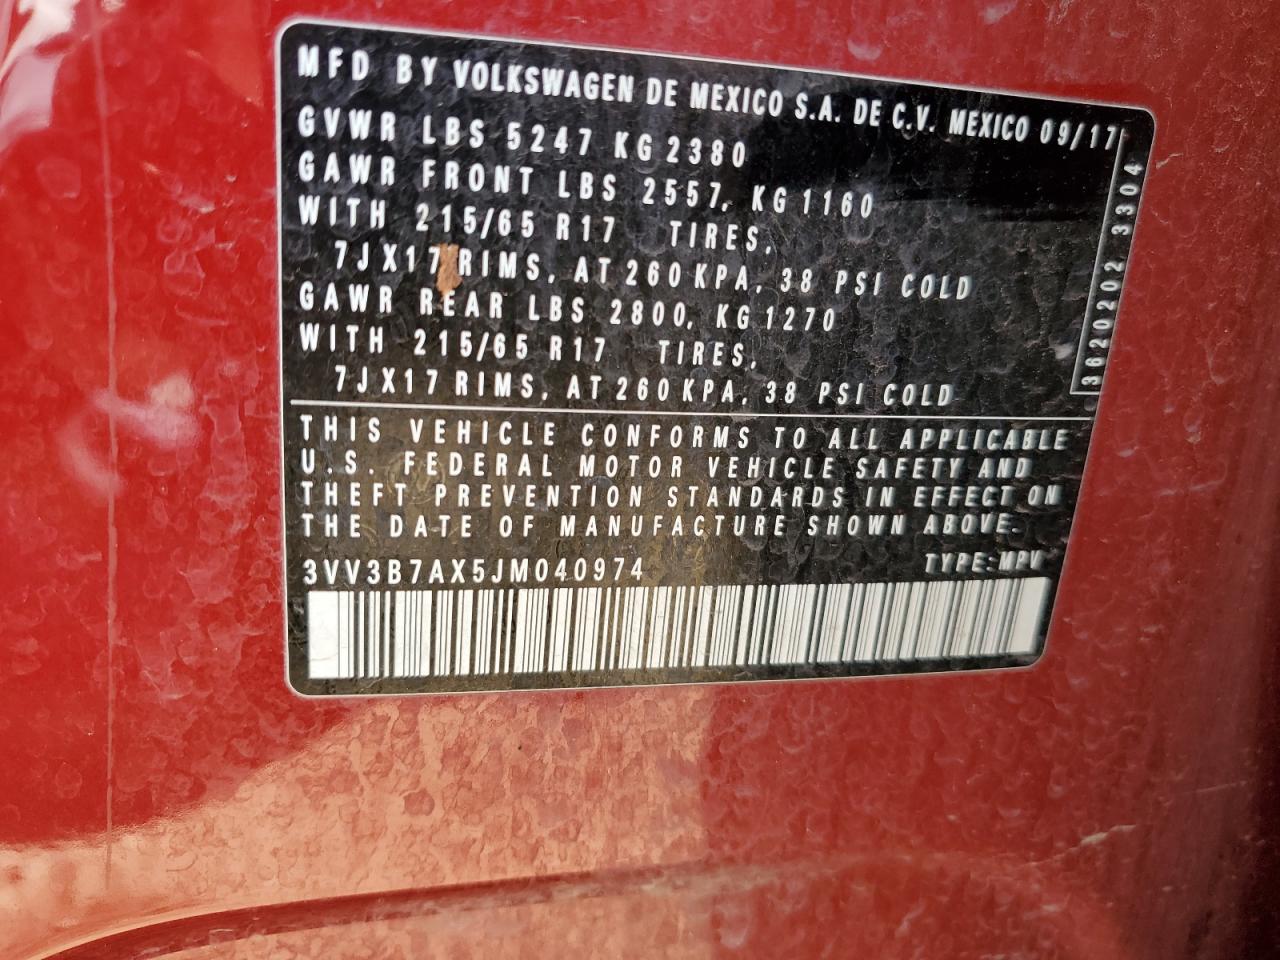 MFD BY VOLKSWAGEN DE MEXICO S.A. DE C.V. MEXICO 09/17
GVWR LBS 5247 KG 2380
GAWR FRONT LBS 2557, KG 1160
WITH 215/65 R17 TIRES,
7JX17 RIMS, AT 260 KPA, 38 PSI COLD
GAWR REAR LBS 2800, KG 1270
WITH 215/65 R17 TIRES,
7JX17 RIMS, AT 260 KPA, 38 PSI COLD
3620202 3304
THIS VEHICLE CONFORMS TO ALL APPLICABLE
U.S. FEDERAL MOTOR VEHICLE SAFETY AND
THEFT PREVENTION STANDARDS IN EFFECT ON
THE DATE OF MANUFACTURE SHOWN ABOVE.
3VV3B7AX5JM040974 TYPE:MPV